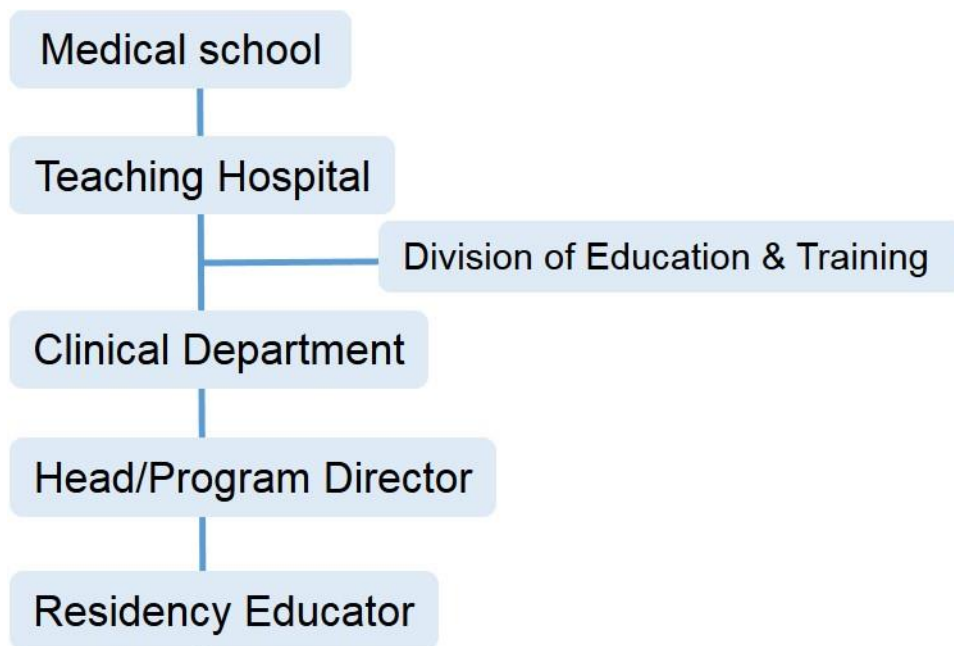 Medical school
Teaching Hospital
Division of Education & Training
Clinical Department
Head/Program Director
Residency Educator